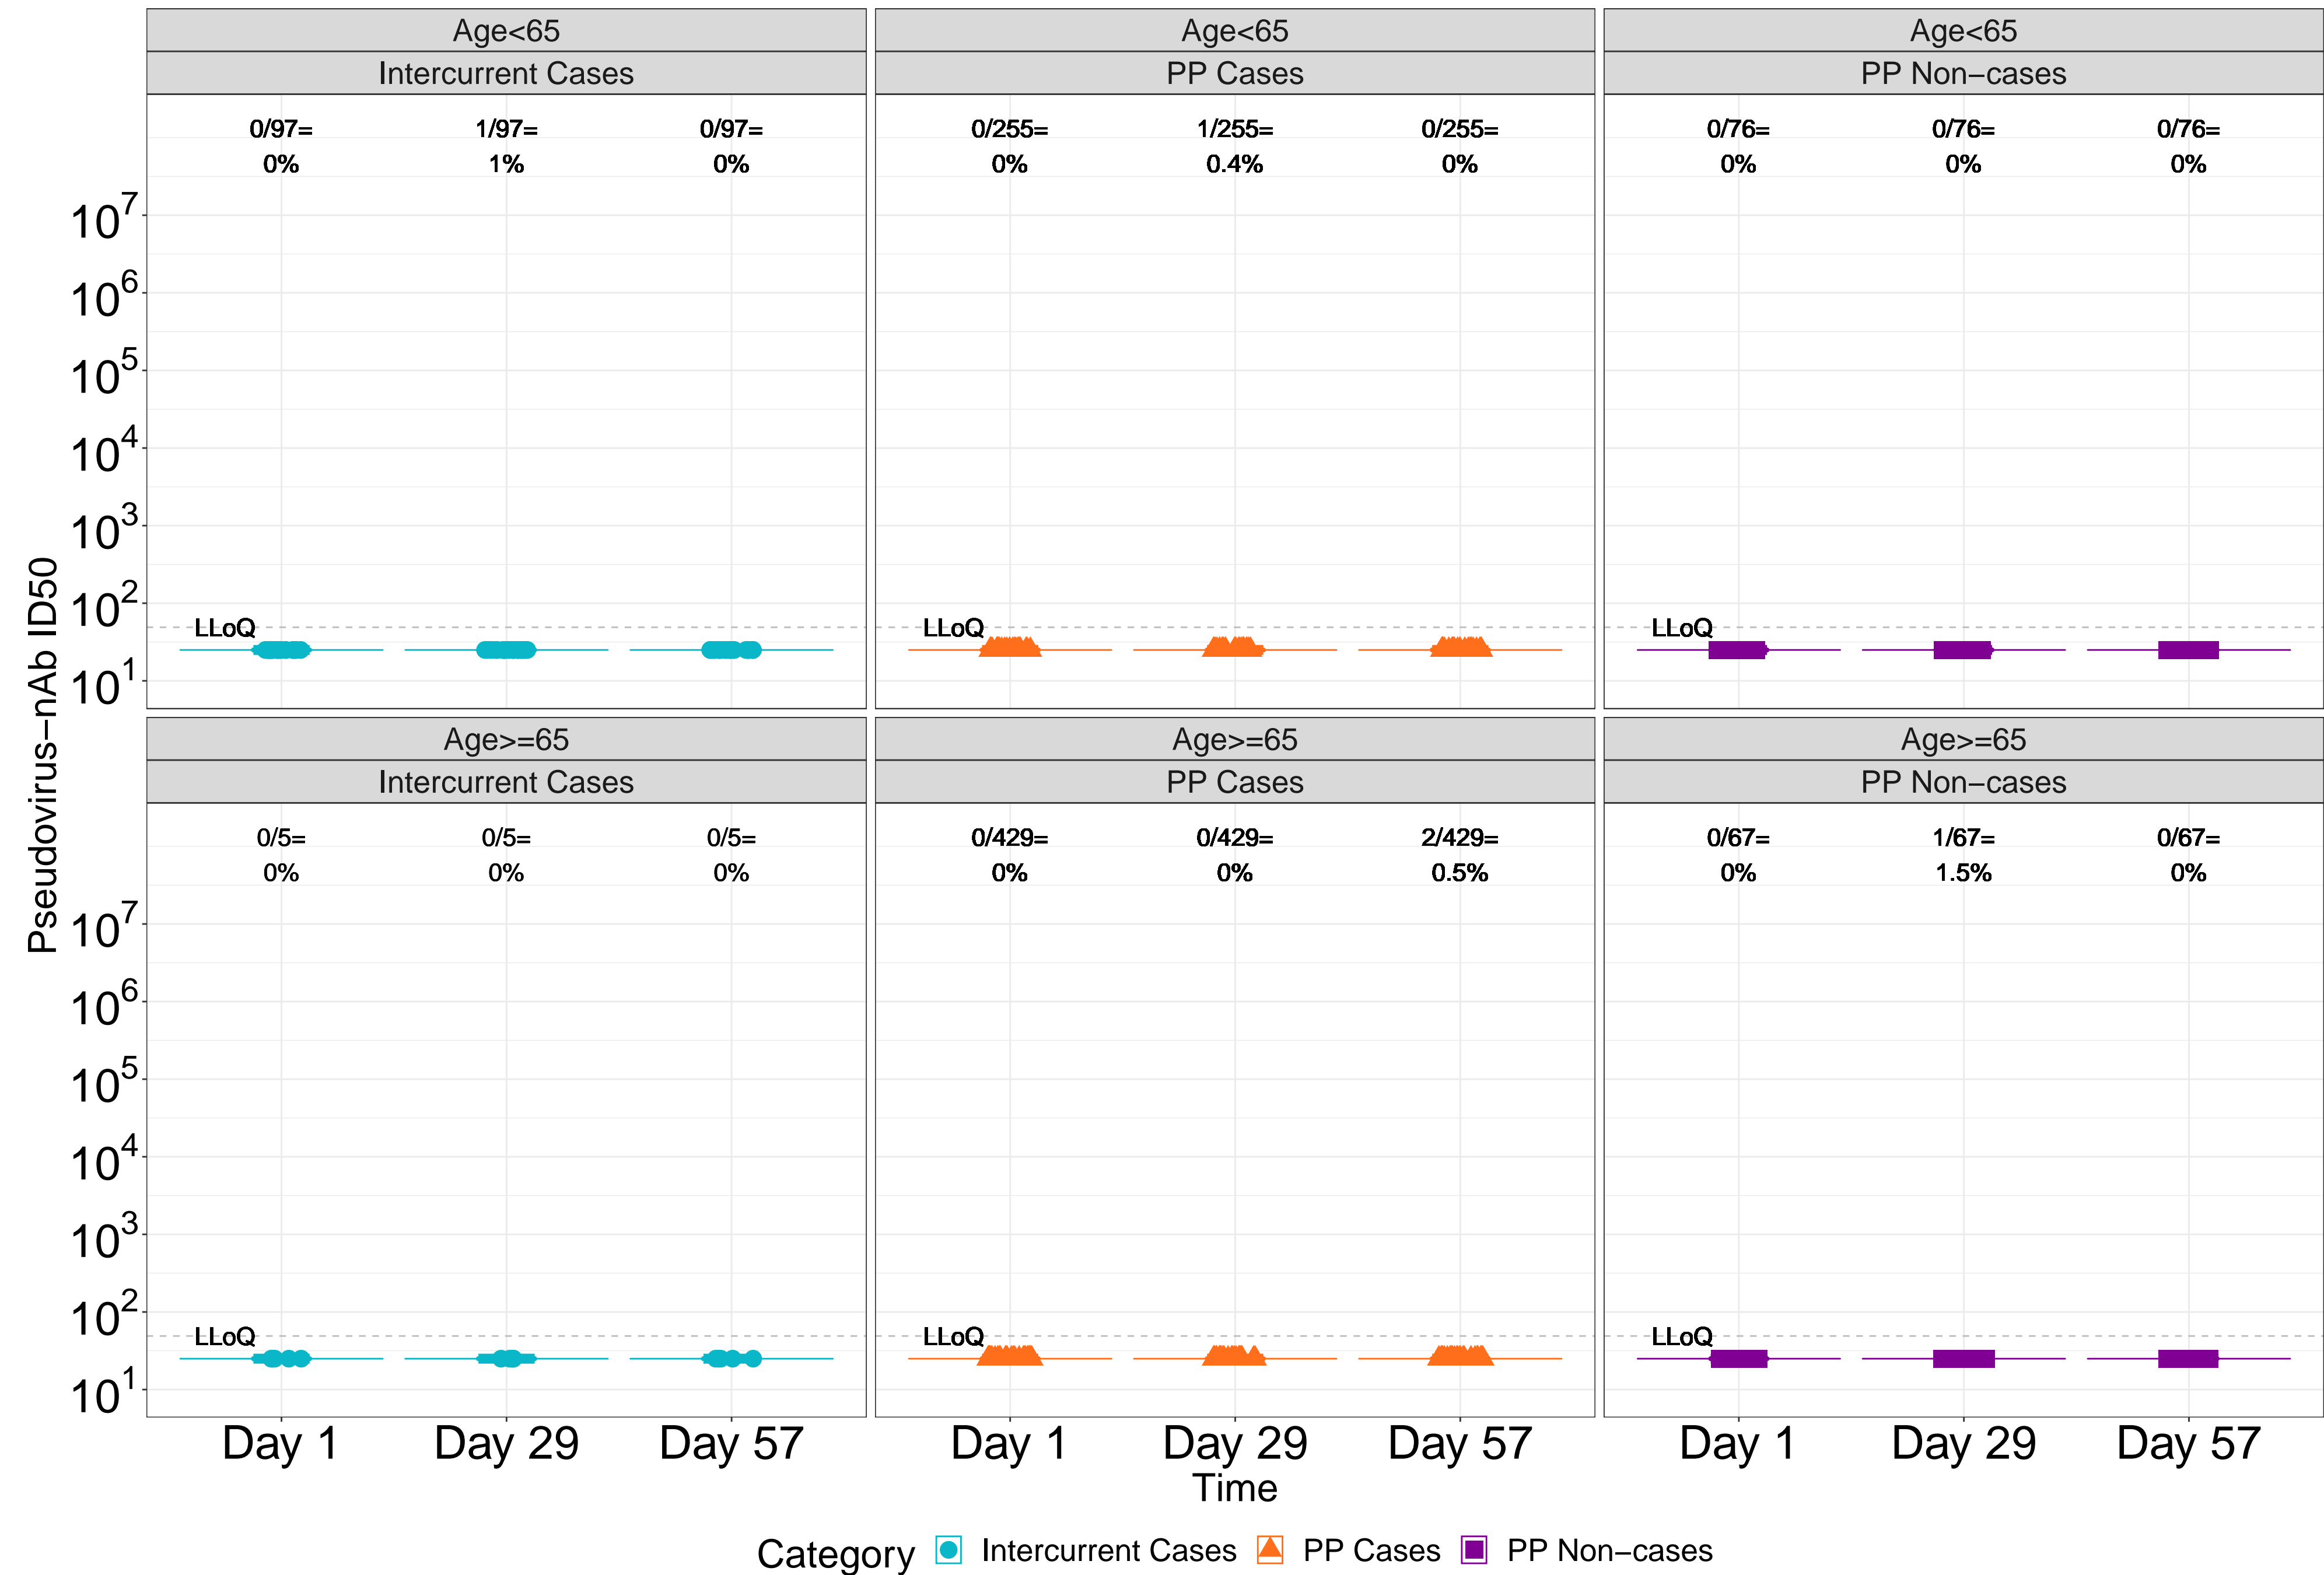 Age<65
Intercurrent Cases
0/97= 1/97= 0/97=
0% 1% 0%
LLoQ
Age<65
PP Cases
0/255= 1/255= 0/255=
0% 0.4% 0%
LLoQ
Age<65
PP Non−cases
0/76= 0/76= 0/76=
0% 0% 0%
LLoQ
10^7
10^6
10^5
10^4
10^3
10^2
10^1
Pseudovirus−nAb ID50
Age>=65
Intercurrent Cases
0/5= 0/5= 0/5=
0% 0% 0%
LLoQ
Age>=65
PP Cases
0/429= 0/429= 2/429=
0% 0% 0.5%
LLoQ
Age>=65
PP Non−cases
0/67= 1/67= 0/67=
0% 1.5% 0%
LLoQ
10^7
10^6
10^5
10^4
10^3
10^2
10^1
Day 1 Day 29 Day 57
Day 1 Day 29 Day 57
Day 1 Day 29 Day 57
Time
Category Intercurrent Cases PP Cases PP Non−cases